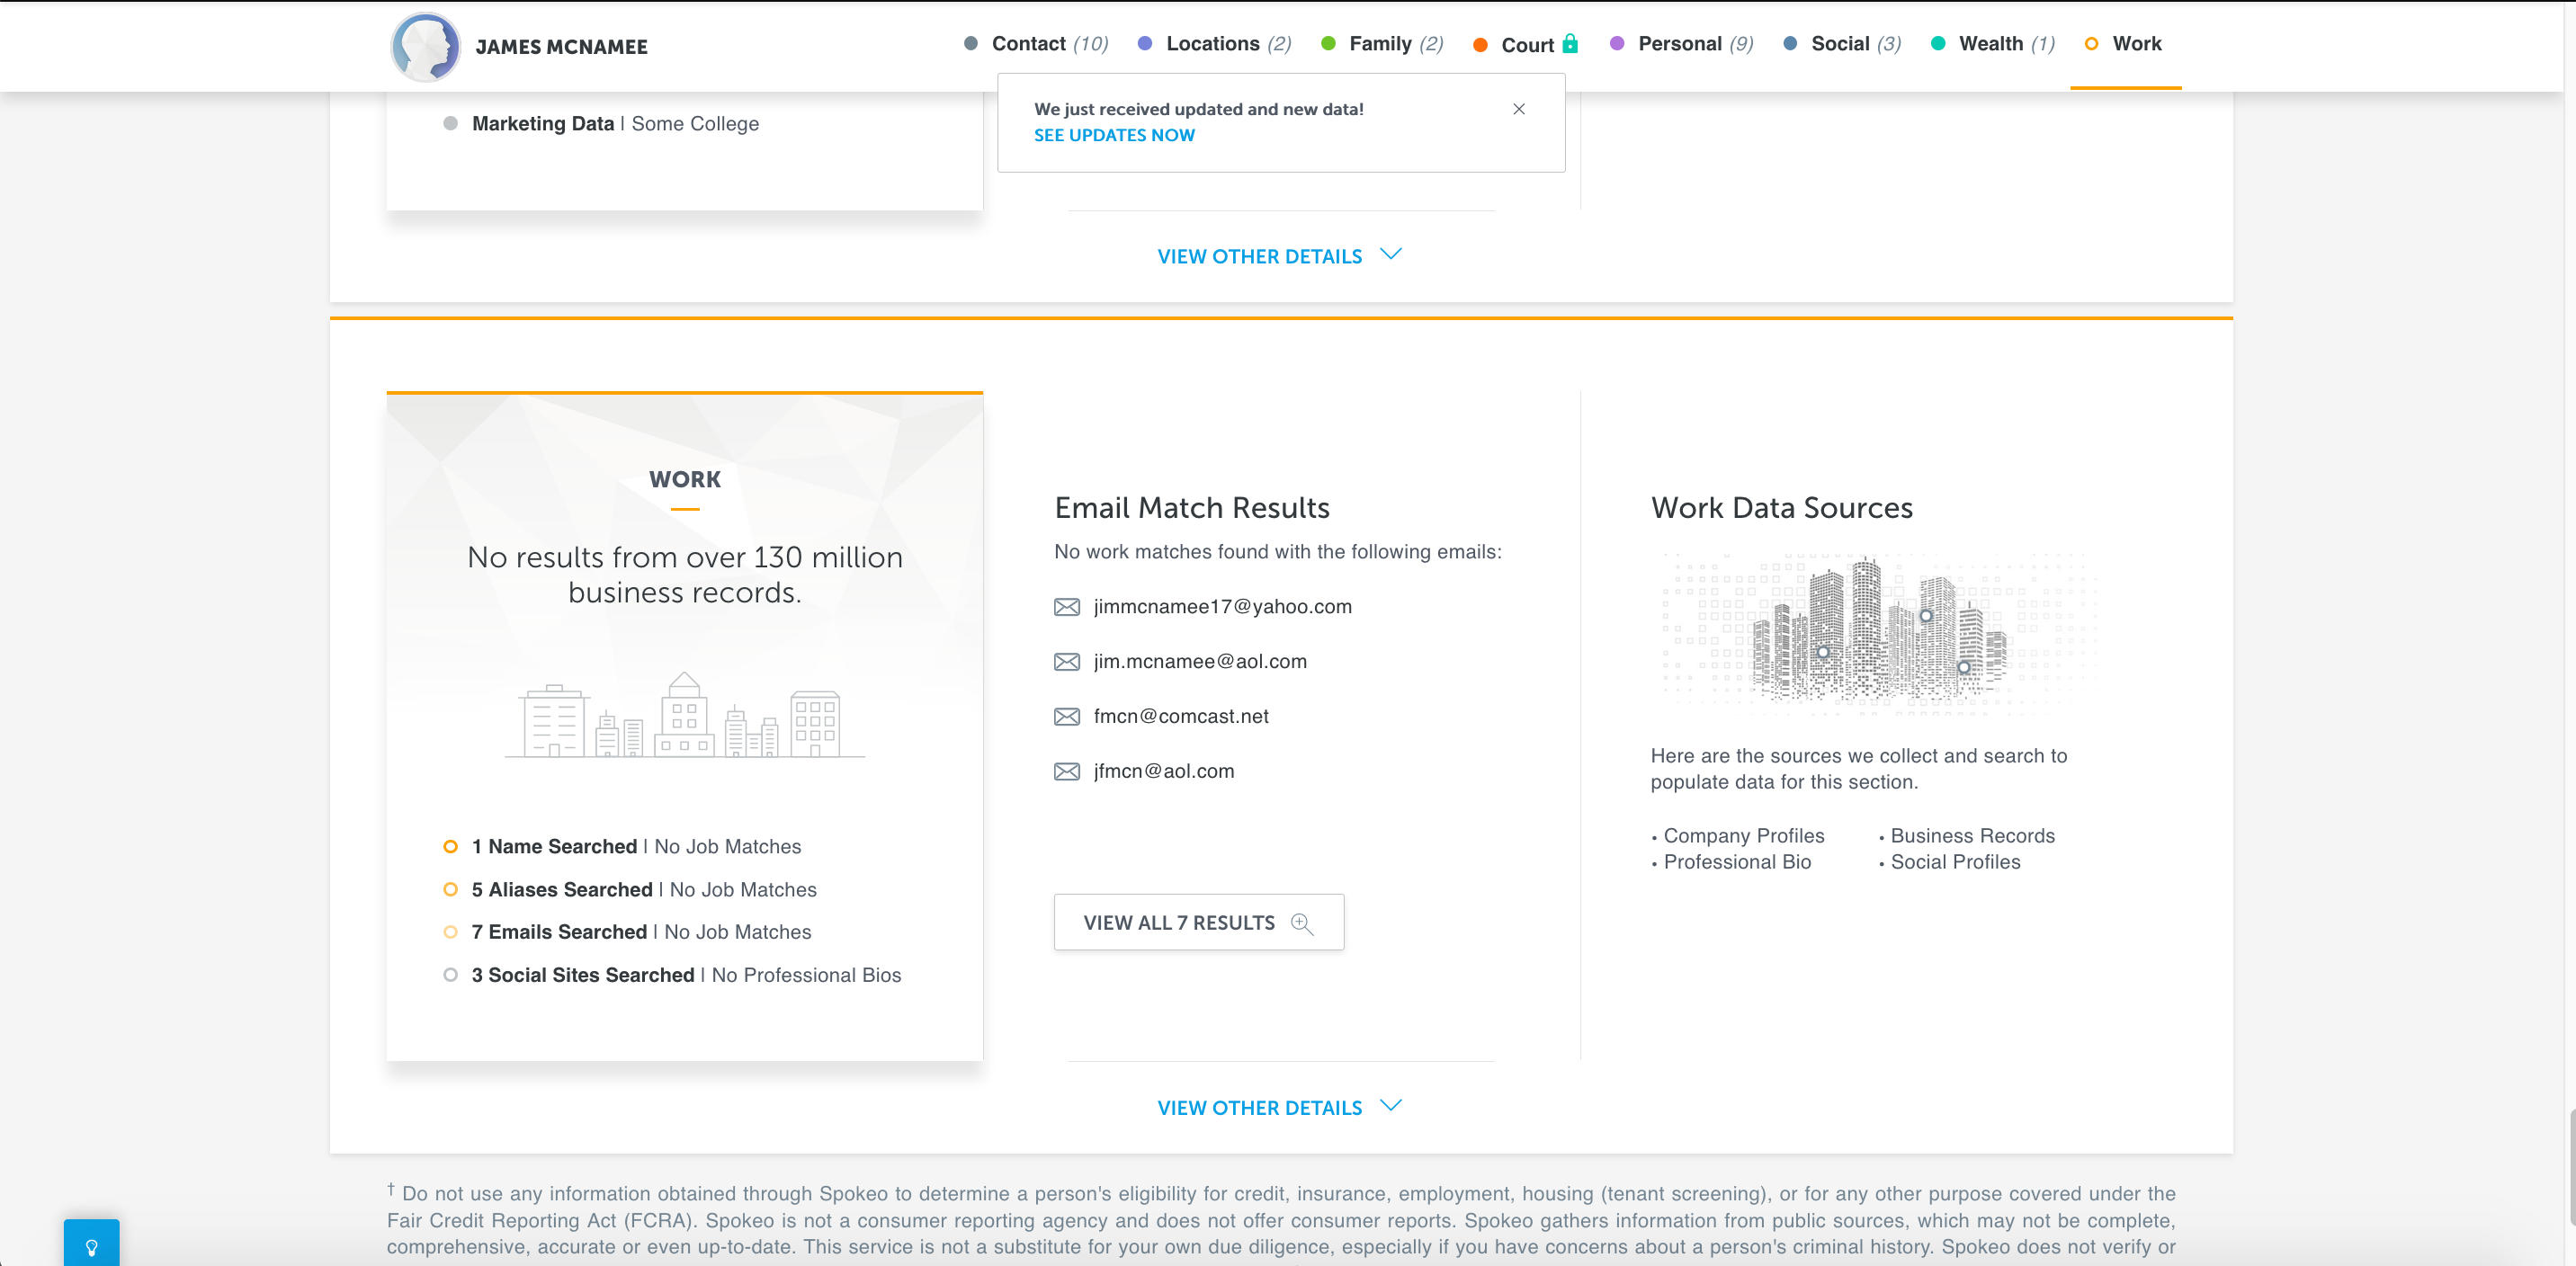 JAMES MCNAMEE
Contact (10)
Locations (2)
Family (2)
Court
Personal (9)
Social (3)
Wealth (1)
Work
We just received updated and new data!
SEE UPDATES NOW
Marketing Data | Some College
VIEW OTHER DETAILS
WORK
No results from over 130 million
business records.
1 Name Searched | No Job Matches
5 Aliases Searched | No Job Matches
7 Emails Searched | No Job Matches
3 Social Sites Searched | No Professional Bios
Email Match Results
No work matches found with the following emails:
jimmcnamee17@yahoo.com
jim.mcnamee@aol.com
fmcn@comcast.net
jfmcn@aol.com
VIEW ALL 7 RESULTS
Work Data Sources
Here are the sources we collect and search to
populate data for this section.
• Company Profiles
• Business Records
• Professional Bio
• Social Profiles
VIEW OTHER DETAILS
† Do not use any information obtained through Spokeo to determine a person's eligibility for credit, insurance, employment, housing (tenant screening), or for any other purpose covered under the
Fair Credit Reporting Act (FCRA). Spokeo is not a consumer reporting agency and does not offer consumer reports. Spokeo gathers information from public sources, which may not be complete,
comprehensive, accurate or even up-to-date. This service is not a substitute for your own due diligence, especially if you have concerns about a person's criminal history. Spokeo does not verify or